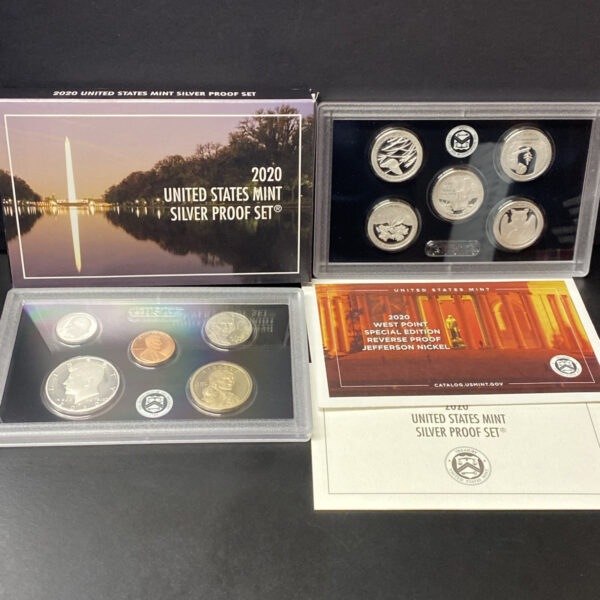 2020 UNITED STATES MINT SILVER PROOF SET
2020
UNITED STATES MINT
SILVER PROOF SET®
UNITED STATES MINT
2020
WEST POINT
SPECIAL EDITION
REVERSE PROOF
JEFFERSON NICKEL
CATALOG.USMINT.GOV
2020
UNITED STATES MINT
SILVER PROOF SET®